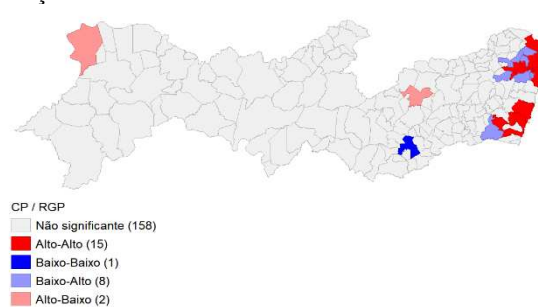 CP / RGP
Não significante (158)
Alto-Alto (15)
Baixo-Baixo (1)
Baixo-Alto (8)
Alto-Baixo (2)